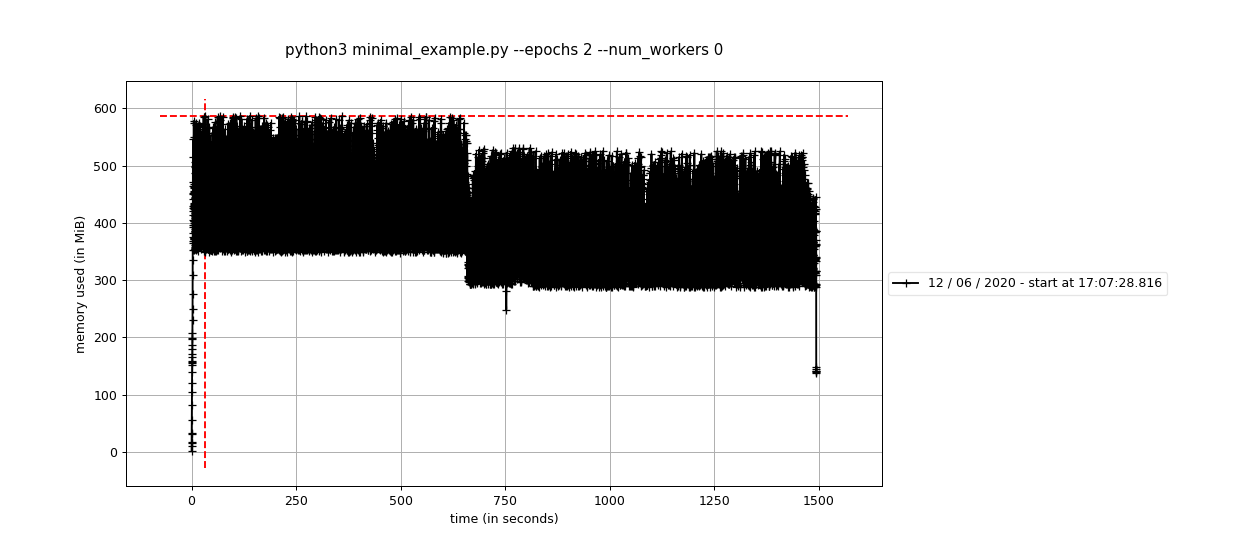 python3 minimal_example.py --epochs 2 --num_workers 0
600
500
400
300
200
100
0
memory used (in MiB)
0 250 500 750 1000 1250 1500
time (in seconds)
12 / 06 / 2020 - start at 17:07:28.816